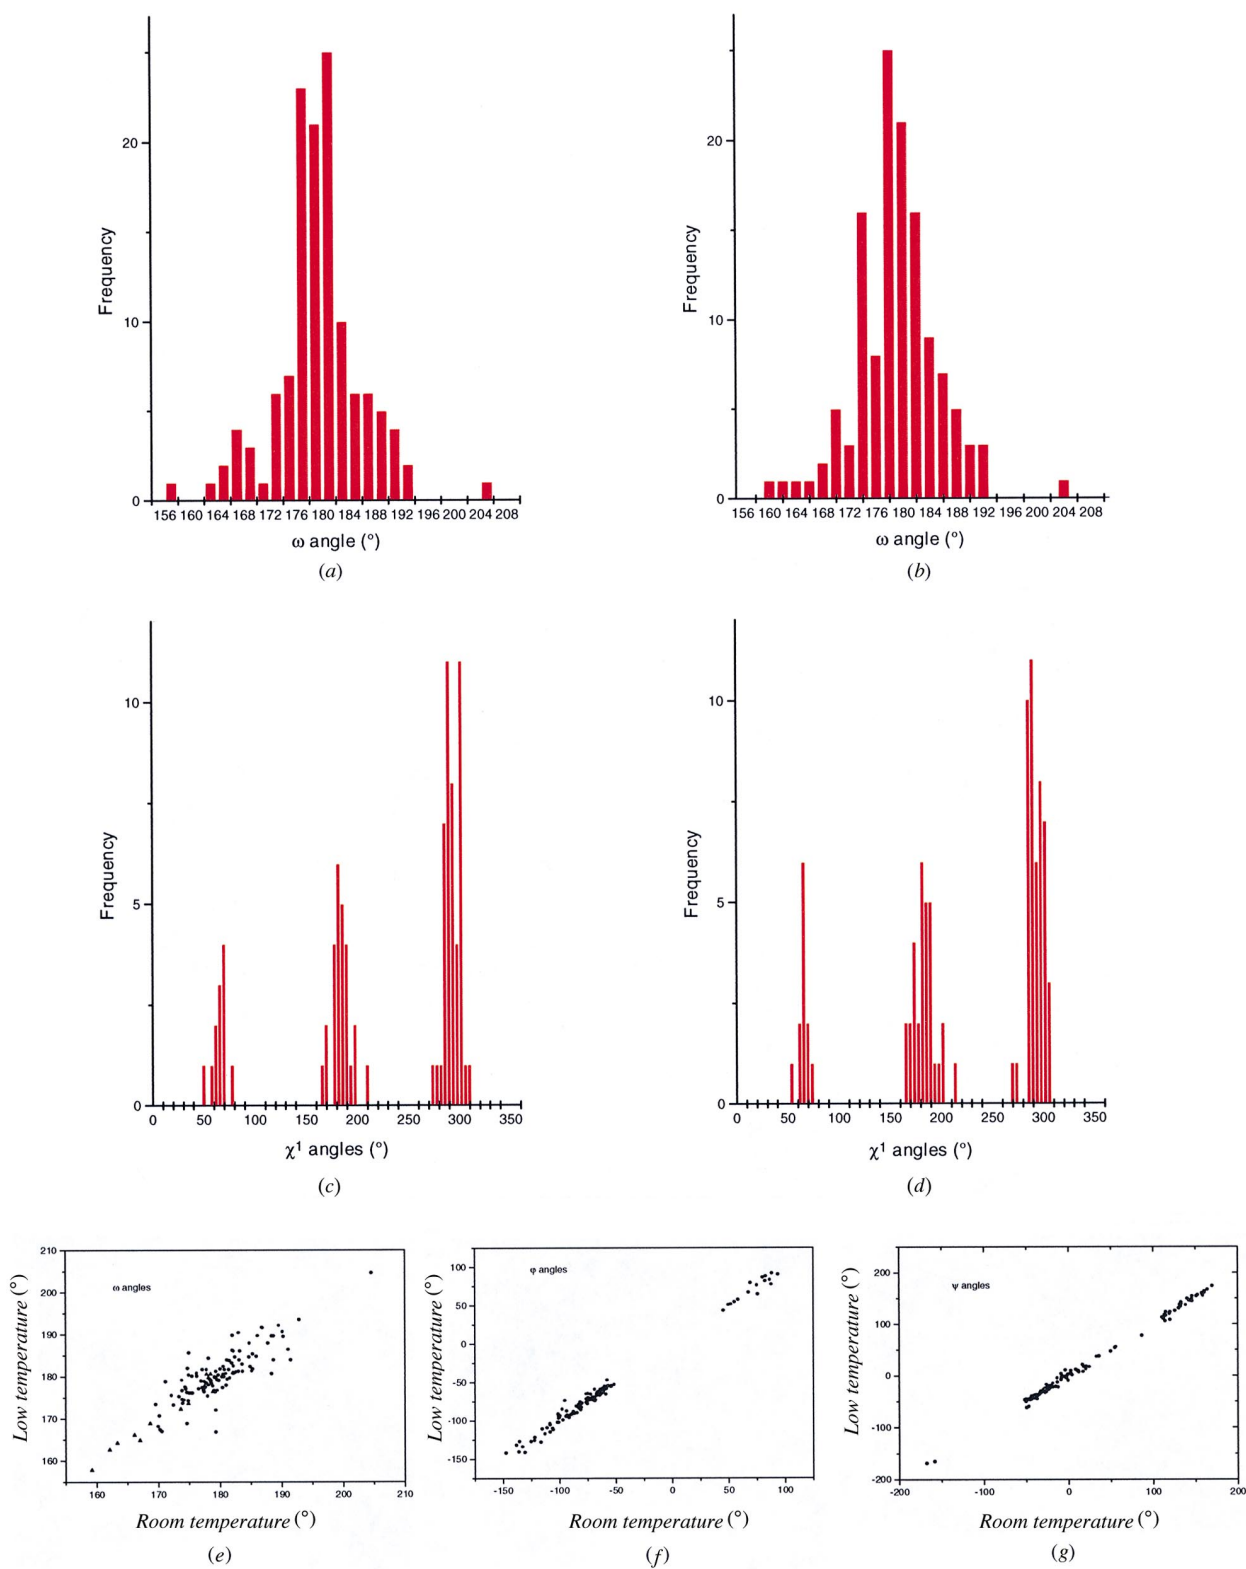 20
10
0
Frequency
156 160 164 168 172 176 180 184 188 192 196 200 204 208
ω angle (°)
(a)
20
10
0
Frequency
156 160 164 168 172 176 180 184 188 192 196 200 204 208
ω angle (°)
(b)
10
5
0
Frequency
0 50 100 150 200 250 300 350
χ¹ angles (°)
(c)
10
5
0
Frequency
0 50 100 150 200 250 300 350
χ¹ angles (°)
(d)
210
200
190
180
170
160
Low temperature (°)
ω angles
160 170 180 190 200 210
Room temperature (°)
(e)
100
50
0
-50
-100
-150
Low temperature (°)
φ angles
-150 -100 -50 0 50 100
Room temperature (°)
(f)
200
100
0
-100
-200
Low temperature (°)
ψ angles
-200 -100 0 100 200
Room temperature (°)
(g)